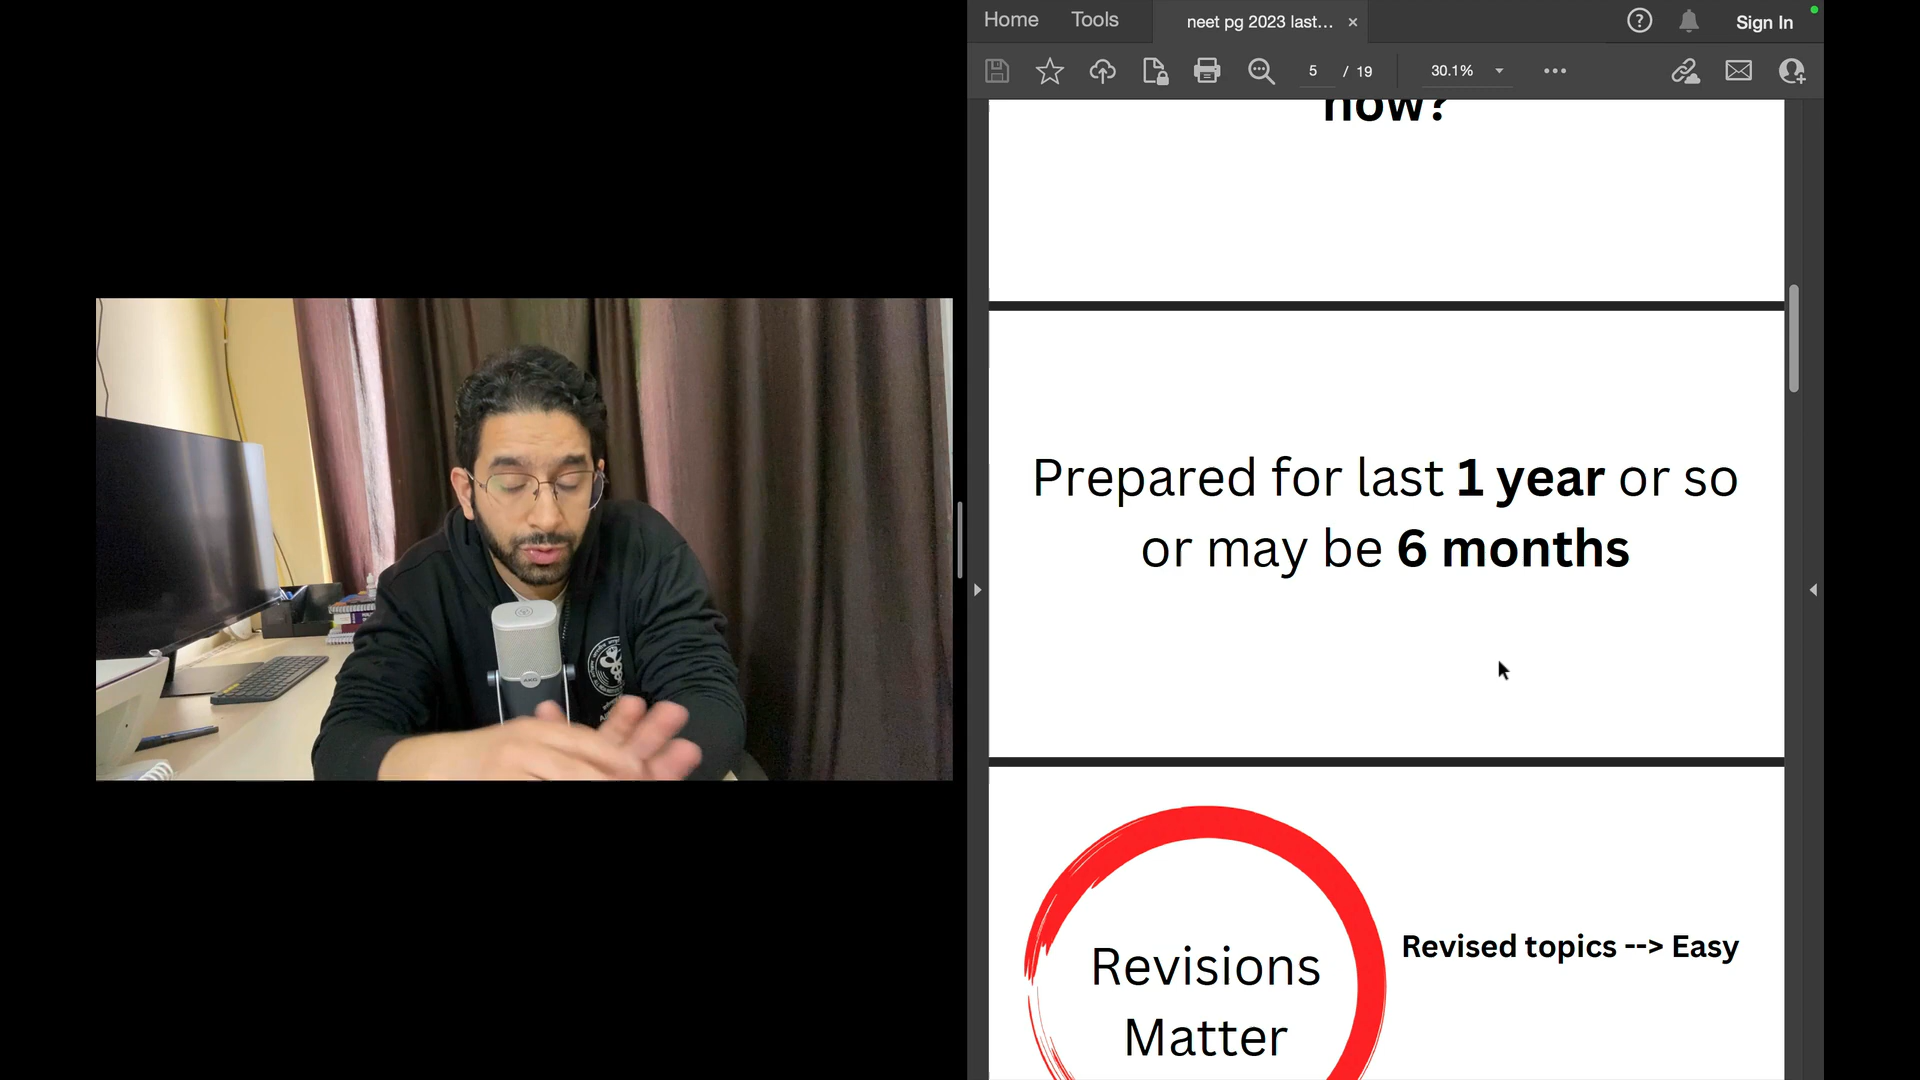 Home Tools neet pg 2023 last... × Sign In
5 / 19 30.1%
now?
Prepared for last 1 year or so
or may be 6 months
Revisions
Matter
Revised topics --> Easy
AKG